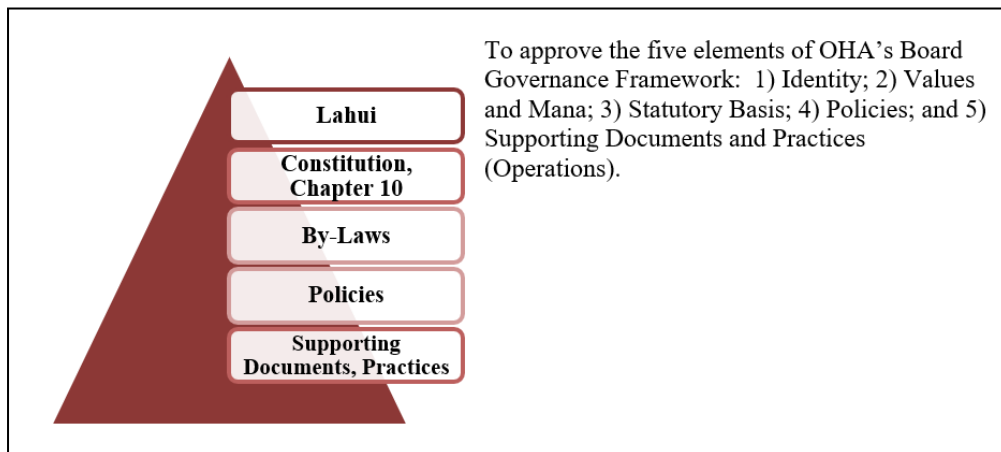 Lahui
Constitution,
Chapter 10
By-Laws
Policies
Supporting
Documents, Practices
To approve the five elements of OHA’s Board
Governance Framework:  1) Identity; 2) Values
and Mana; 3) Statutory Basis; 4) Policies; and 5)
Supporting Documents and Practices
(Operations).